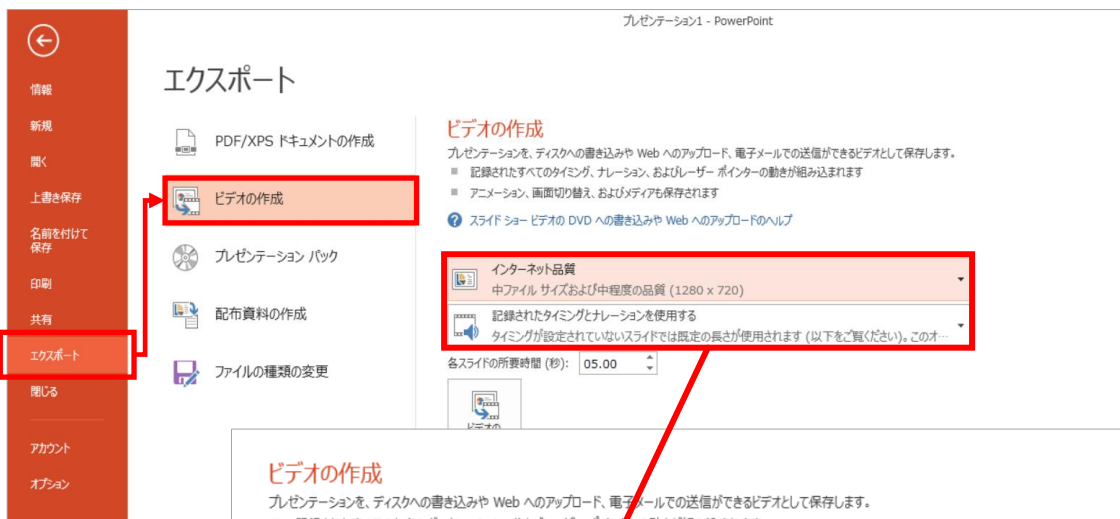 プレゼンテーション1 - PowerPoint
エクスポート
情報
新規
開く
上書き保存
名前を付けて
保存
印刷
共有
エクスポート
閉じる
アカウント
オプション
PDF/XPS ドキュメントの作成
ビデオの作成
プレゼンテーション パック
配布資料の作成
ファイルの種類の変更
ビデオの作成
プレゼンテーションを、ディスクへの書き込みや Web へのアップロード、電子メールでの送信ができるビデオとして保存します。
記録されたすべてのタイミング、ナレーション、およびレーザー ポインターの動きが組み込まれます
アニメーション、画面切り替え、およびメディアも保存されます
スライド ショー ビデオの DVD への書き込みや Web へのアップロードのヘルプ
インターネット品質
中ファイル サイズおよび中程度の品質 (1280 x 720)
記録されたタイミングとナレーションを使用する
タイミングが設定されていないスライドでは既定の長さが使用されます (以下をご覧ください)。このオ…
各スライドの所要時間 (秒): 05.00
ビデオの
ビデオの作成
プレゼンテーションを、ディスクへの書き込みや Web へのアップロード、電子メールでの送信ができるビデオとして保存します。